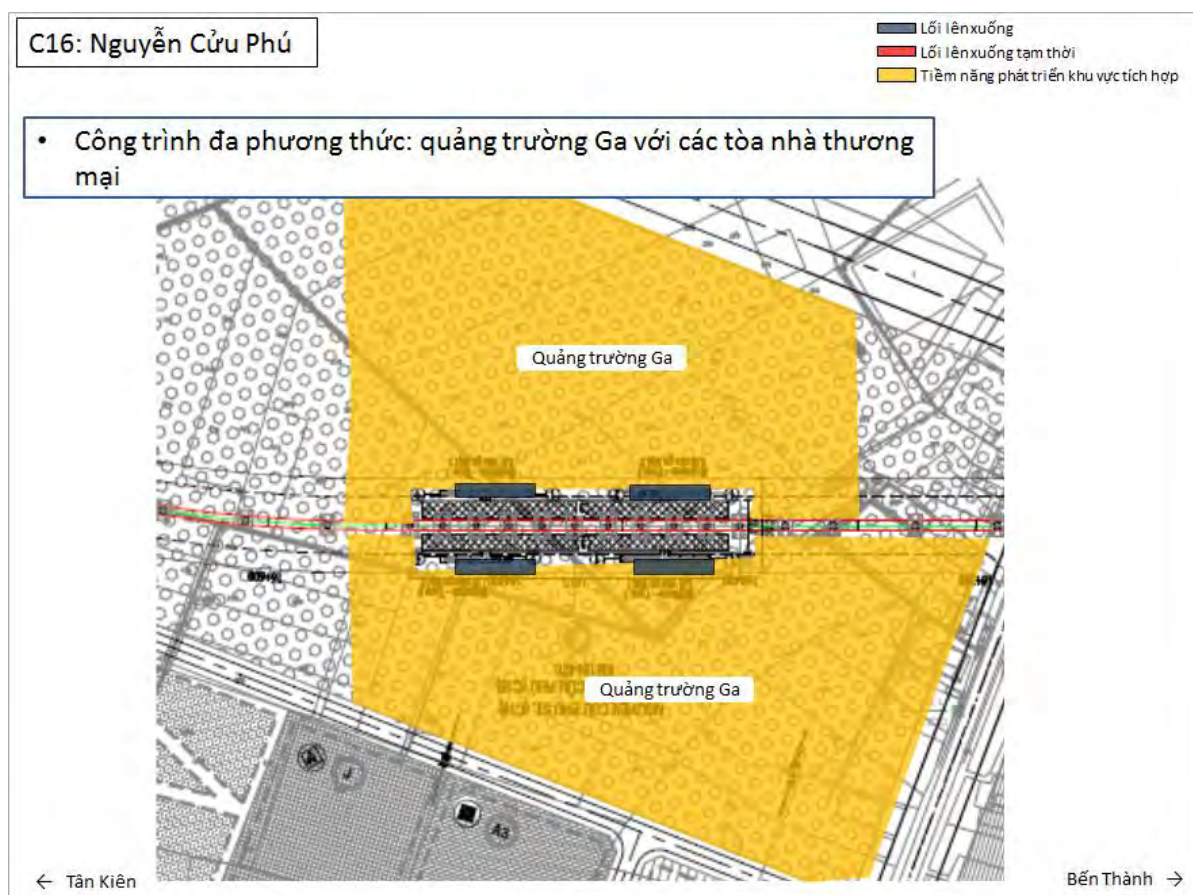 C16: Nguyễn Cửu Phú
Lối lên xuống
Lối lên xuống tạm thời
Tiềm năng phát triển khu vực tích hợp
• Công trình đa phương thức: quảng trường Ga với các tòa nhà thương
mại
Quảng trường Ga
Quảng trường Ga
J
A3
← Tân Kiên
Bến Thành →